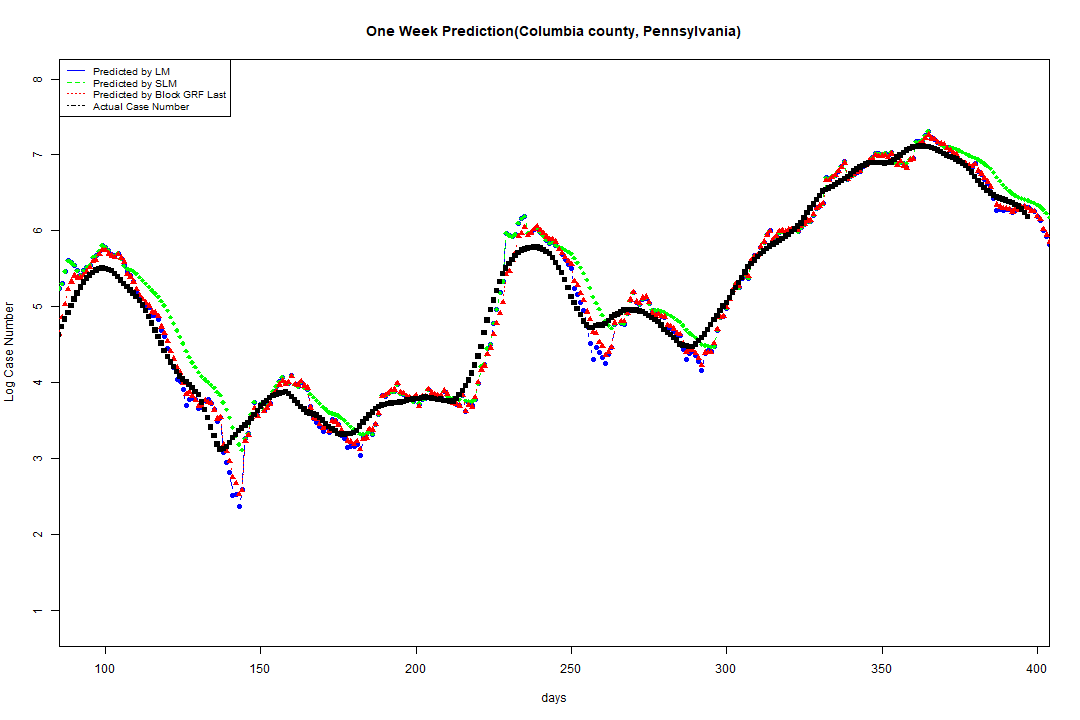 One Week Prediction(Columbia county, Pennsylvania)
Predicted by LM
Predicted by SLM
Predicted by Block GRF Last
Actual Case Number
8
7
6
5
4
3
2
1
Log Case Number
100 150 200 250 300 350 400
days